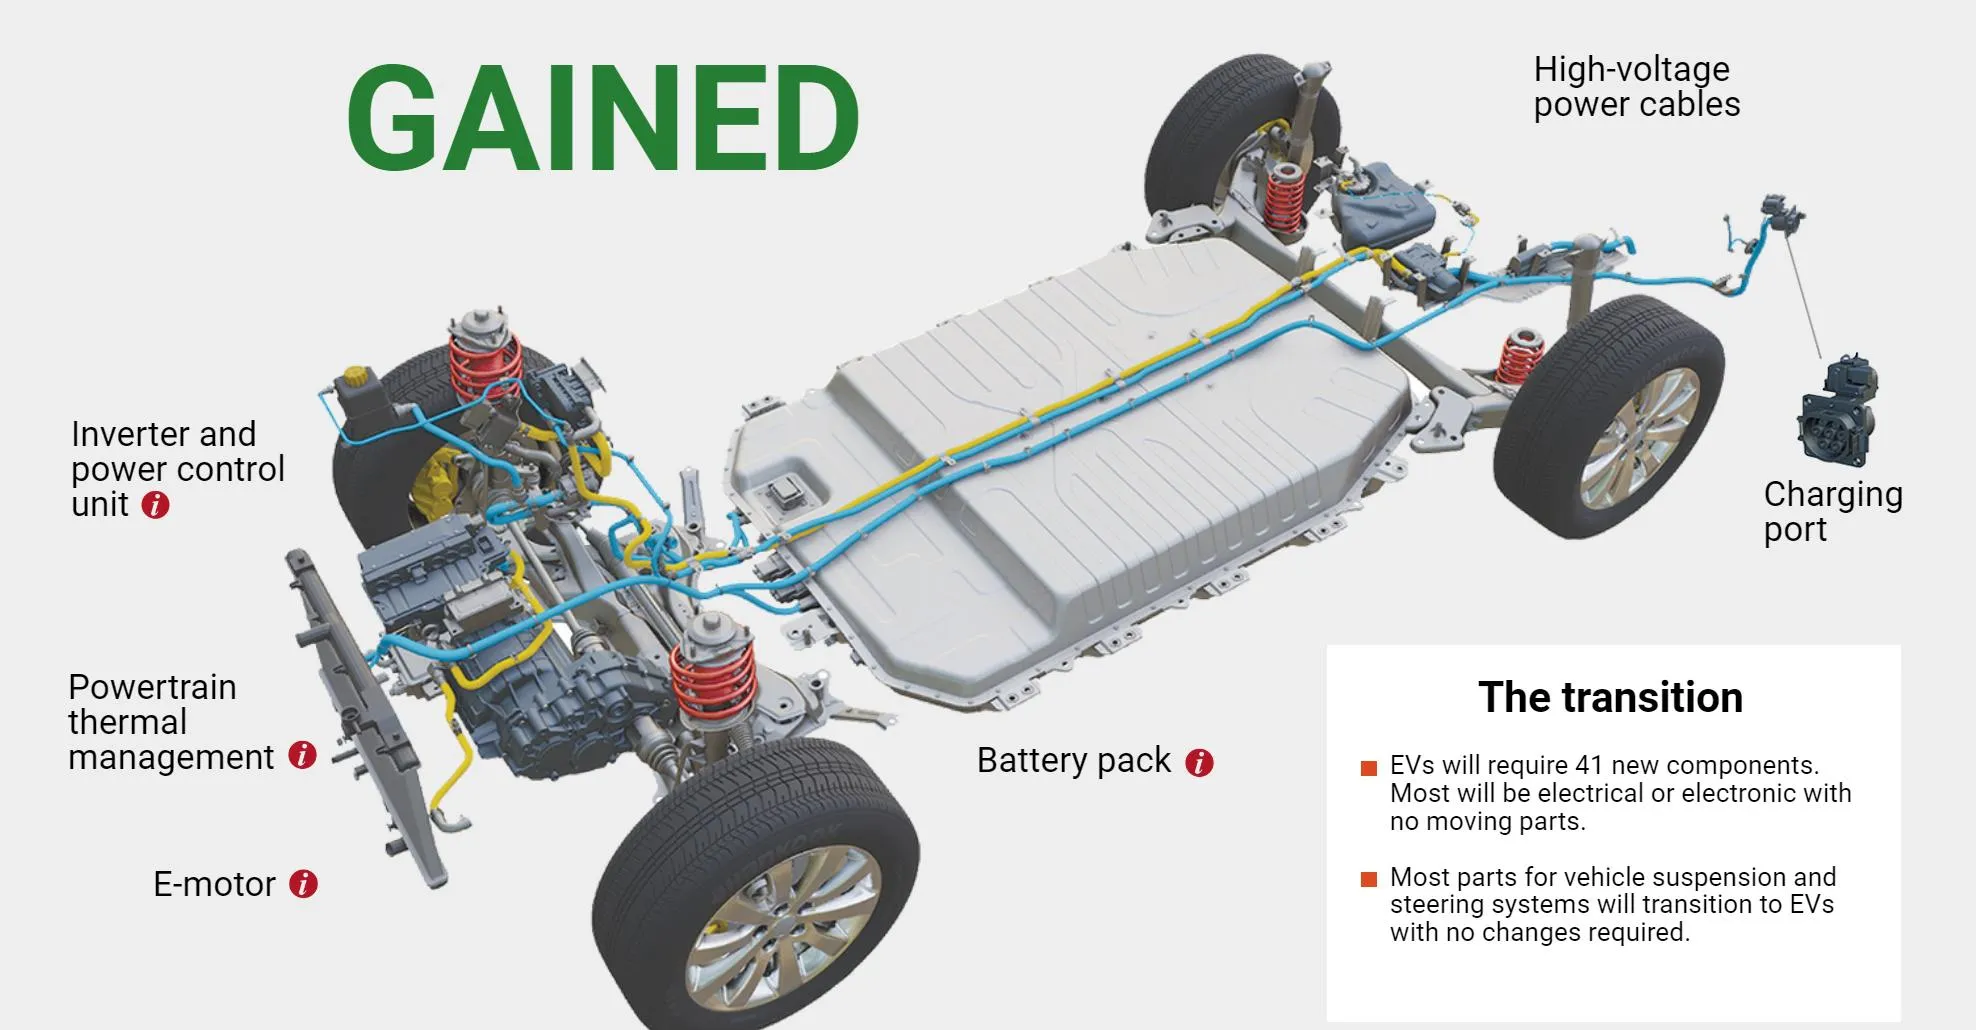 GAINED
High-voltage
power cables
Inverter and
power control
unit i
Charging
port
Powertrain
thermal
management i
Battery pack i
E-motor i
The transition
EVs will require 41 new components.
Most will be electrical or electronic with
no moving parts.
Most parts for vehicle suspension and
steering systems will transition to EVs
with no changes required.